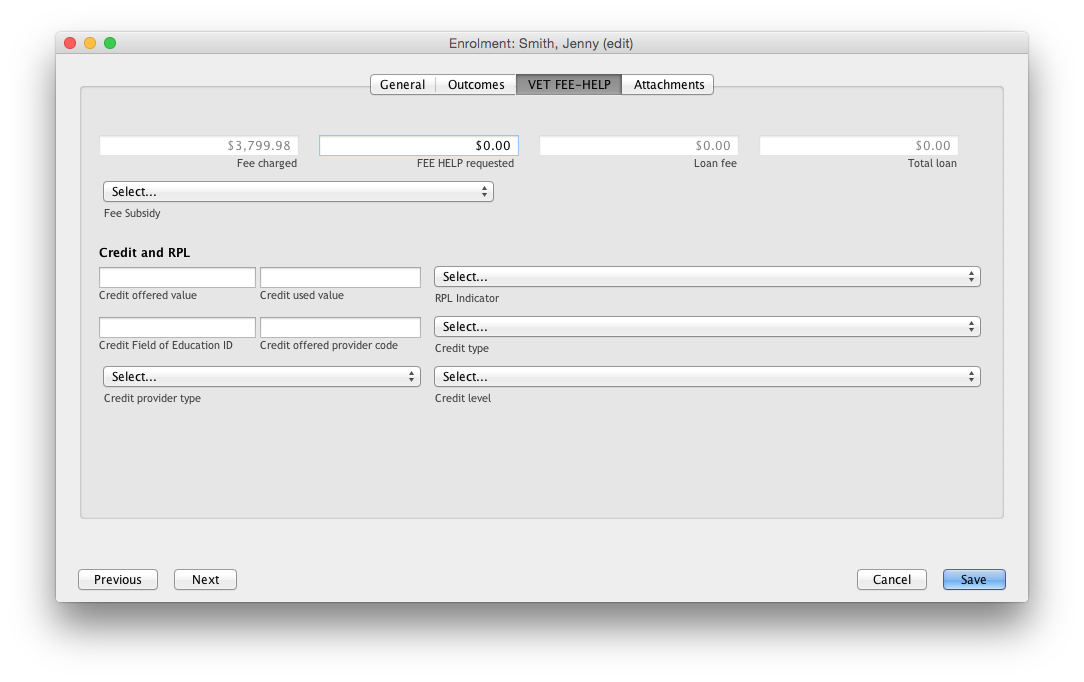 Enrolment: Smith, Jenny (edit)
General Outcomes VET FEE-HELP Attachments
$3,799.98 $0.00 $0.00 $0.00
Fee charged FEE HELP requested Loan fee Total loan
Select...
Fee Subsidy
Credit and RPL
Select...
Credit offered value Credit used value RPL Indicator
Select...
Credit Field of Education ID Credit offered provider code Credit type
Select... Select...
Credit provider type Credit level
Previous Next Cancel Save